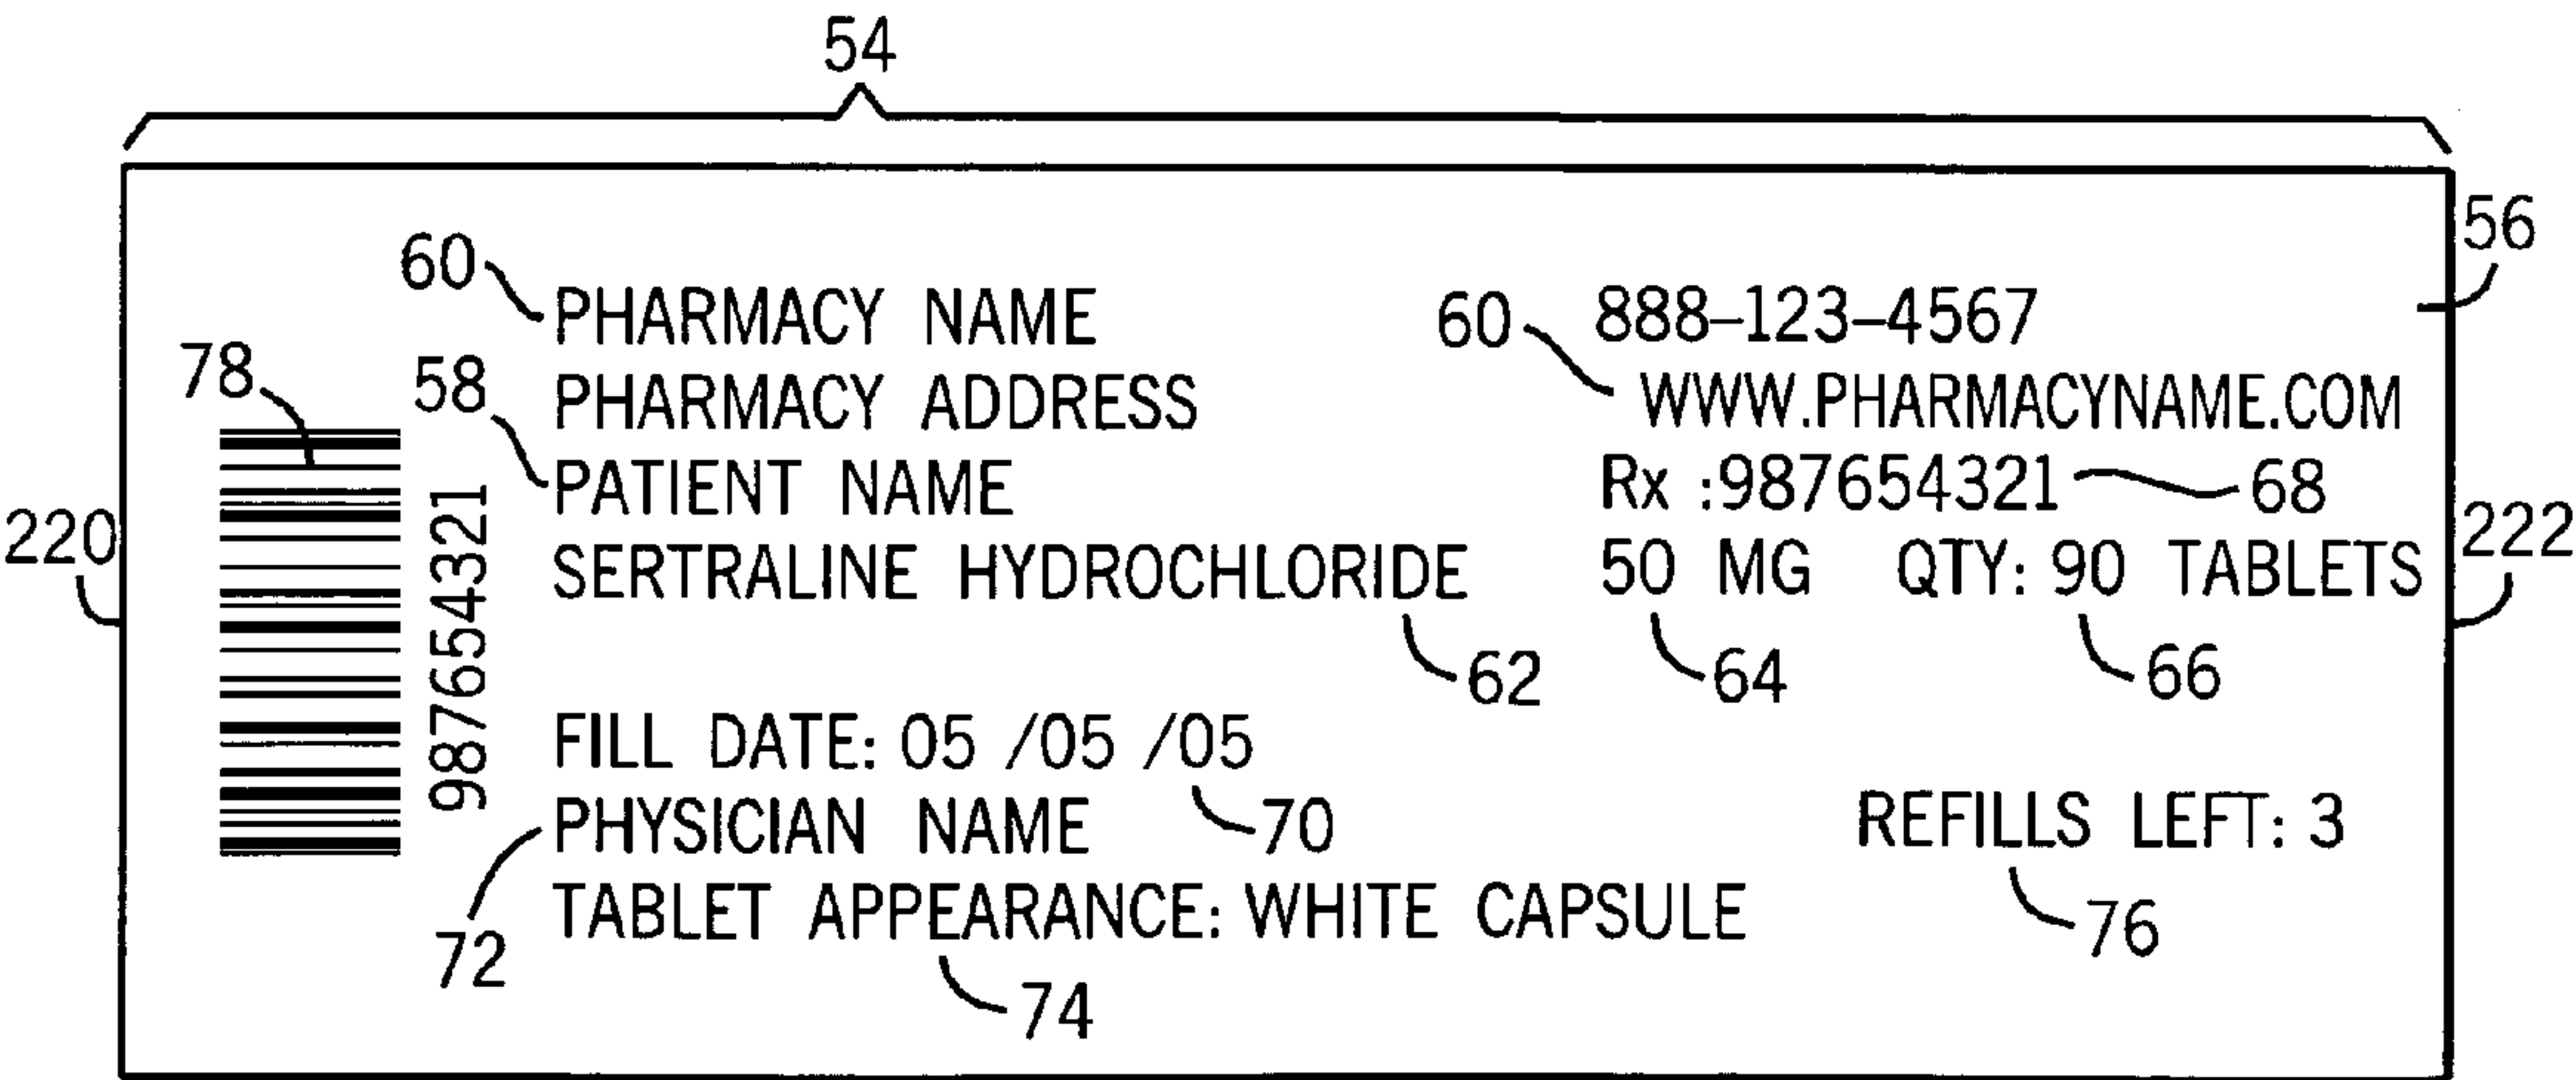 54
56
60 PHARMACY NAME 60 888-123-4567
78 58 PHARMACY ADDRESS WWW.PHARMACYNAME.COM
PATIENT NAME Rx :987654321 68
220 987654321 SERTRALINE HYDROCHLORIDE 50 MG QTY: 90 TABLETS 222
62 64 66
FILL DATE: 05 /05 /05
PHYSICIAN NAME 70 REFILLS LEFT: 3
72 TABLET APPEARANCE: WHITE CAPSULE 76
74